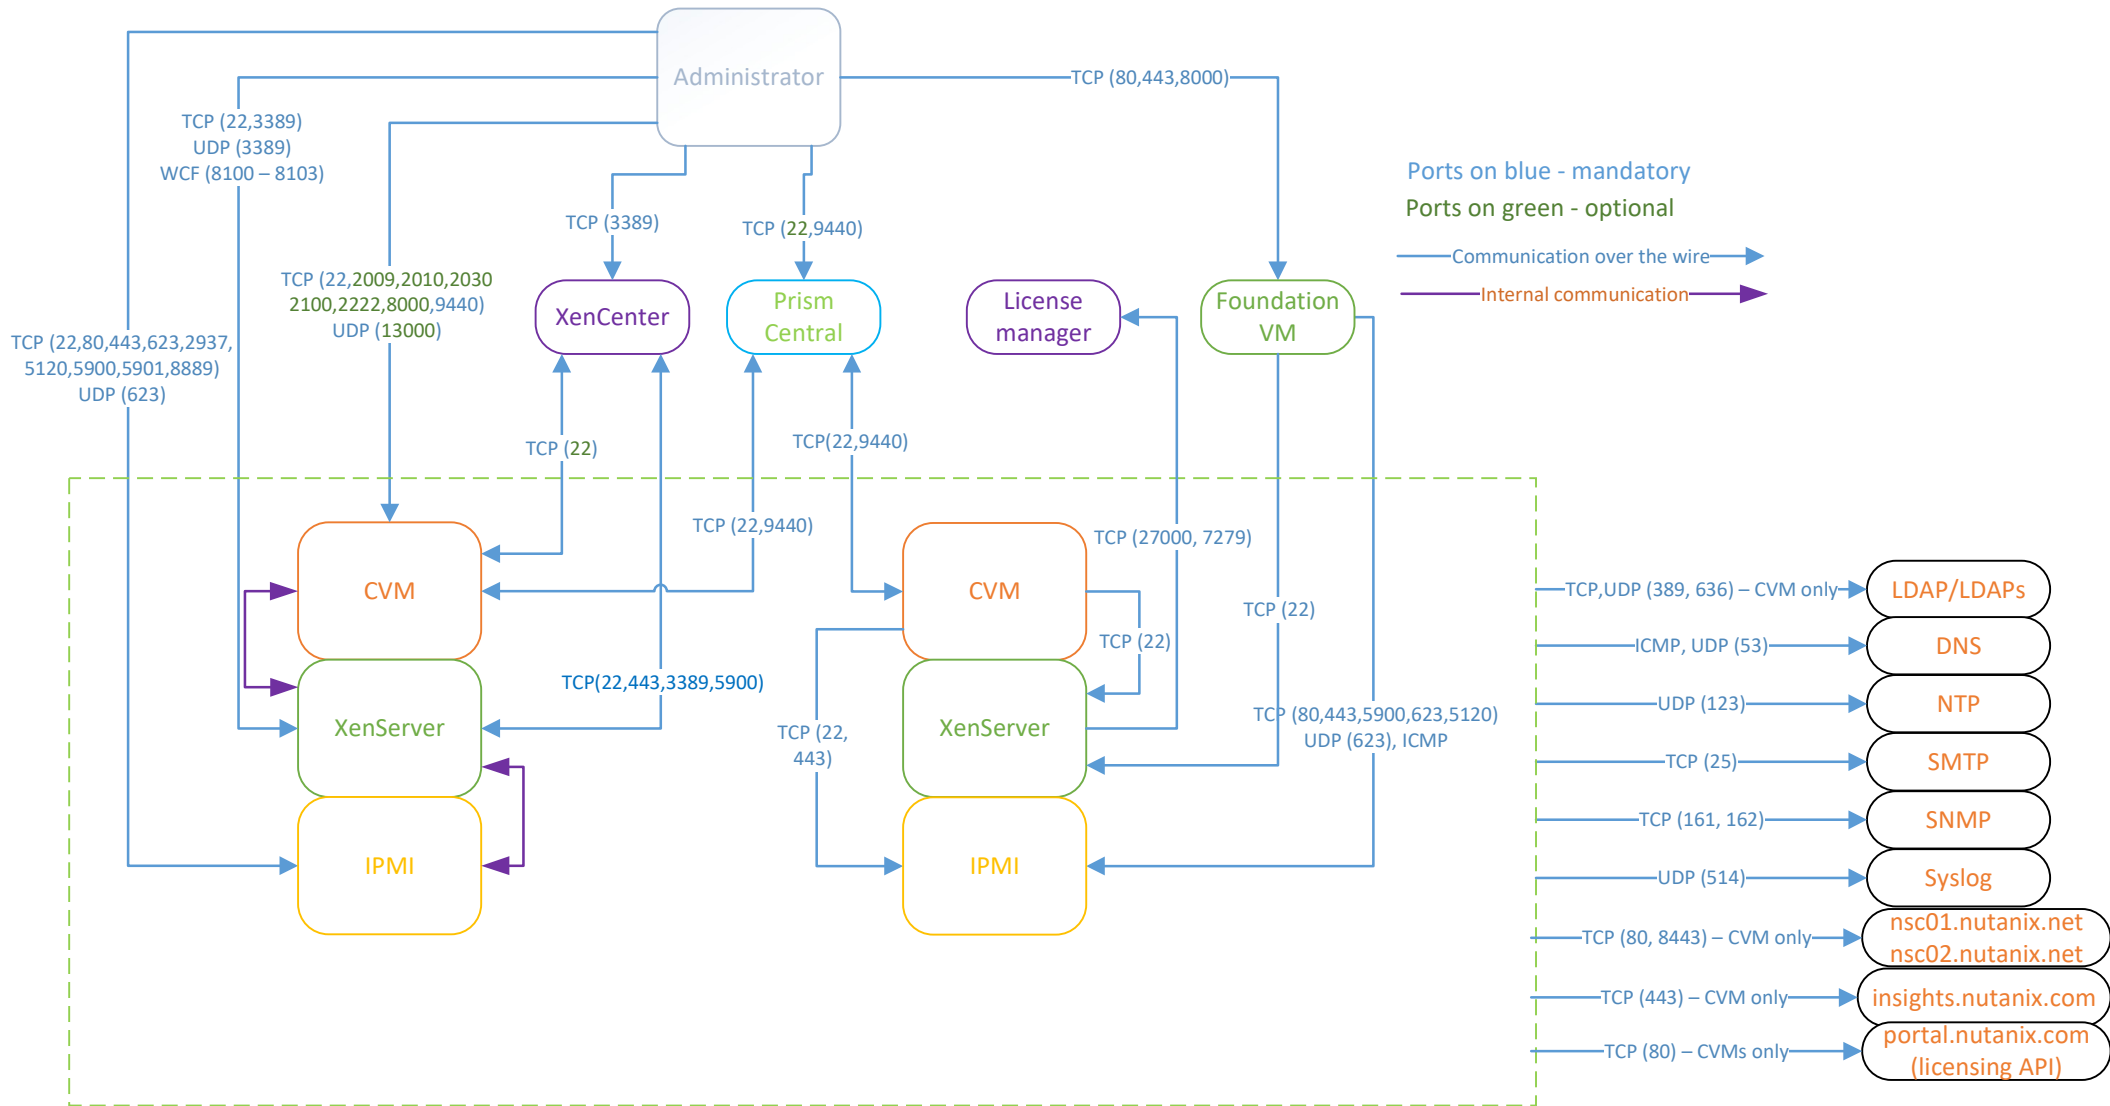 Administrator
TCP (80,443,8000)
TCP (22,3389)
UDP (3389)
WCF (8100 – 8103)
Ports on blue - mandatory
Ports on green - optional
Communication over the wire
Internal communication
TCP (3389)
TCP (22,9440)
TCP (22,2009,2010,2030
2100,2222,8000,9440)
UDP (13000)
XenCenter
Prism
Central
License
manager
Foundation
VM
TCP (22,80,443,623,2937,
5120,5900,5901,8889)
UDP (623)
TCP (22)
TCP(22,9440)
TCP (22,9440)
TCP (27000, 7279)
CVM
CVM
TCP (22)
TCP (22)
TCP(22,443,3389,5900)
XenServer
XenServer
TCP (22,
443)
TCP (80,443,5900,623,5120)
UDP (623), ICMP
IPMI
IPMI
TCP,UDP (389, 636) – CVM only
LDAP/LDAPs
ICMP, UDP (53)
DNS
UDP (123)
NTP
TCP (25)
SMTP
TCP (161, 162)
SNMP
UDP (514)
Syslog
TCP (80, 8443) – CVM only
nsc01.nutanix.net
nsc02.nutanix.net
TCP (443) – CVM only
insights.nutanix.com
TCP (80) – CVMs only
portal.nutanix.com
(licensing API)